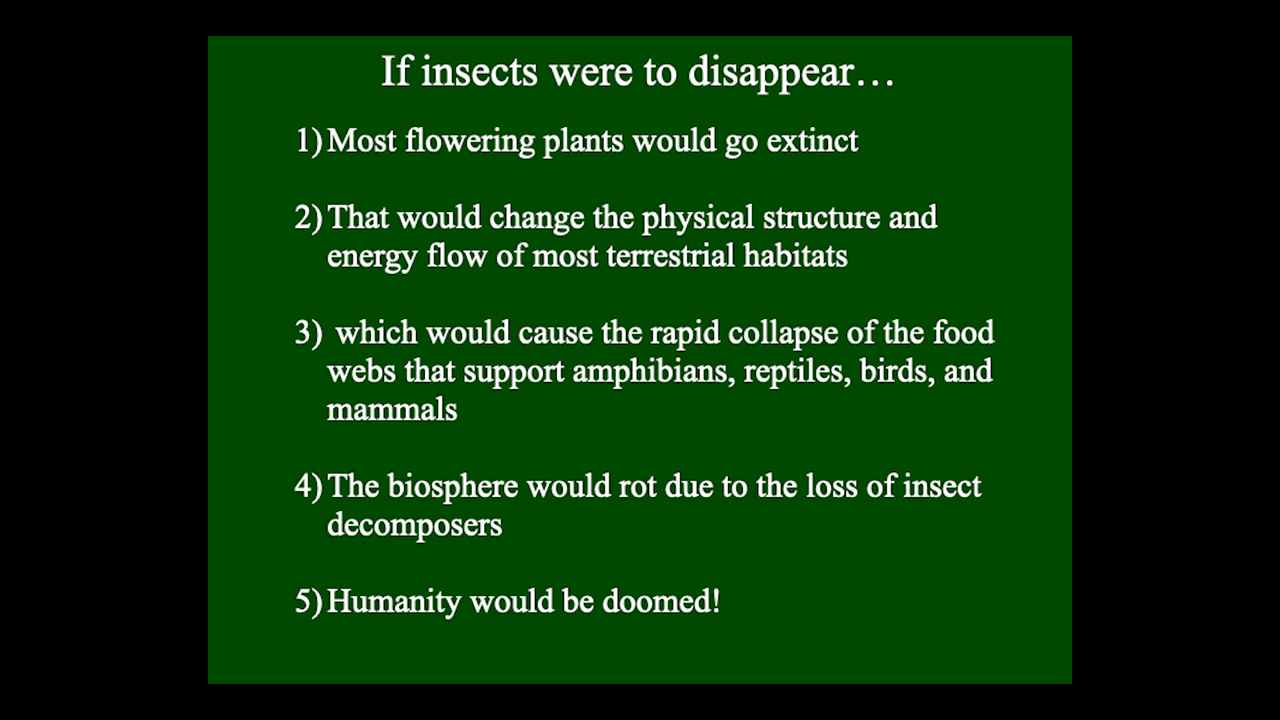 If insects were to disappear…
1) Most flowering plants would go extinct
2) That would change the physical structure and
energy flow of most terrestrial habitats
3) which would cause the rapid collapse of the food
webs that support amphibians, reptiles, birds, and
mammals
4) The biosphere would rot due to the loss of insect
decomposers
5) Humanity would be doomed!